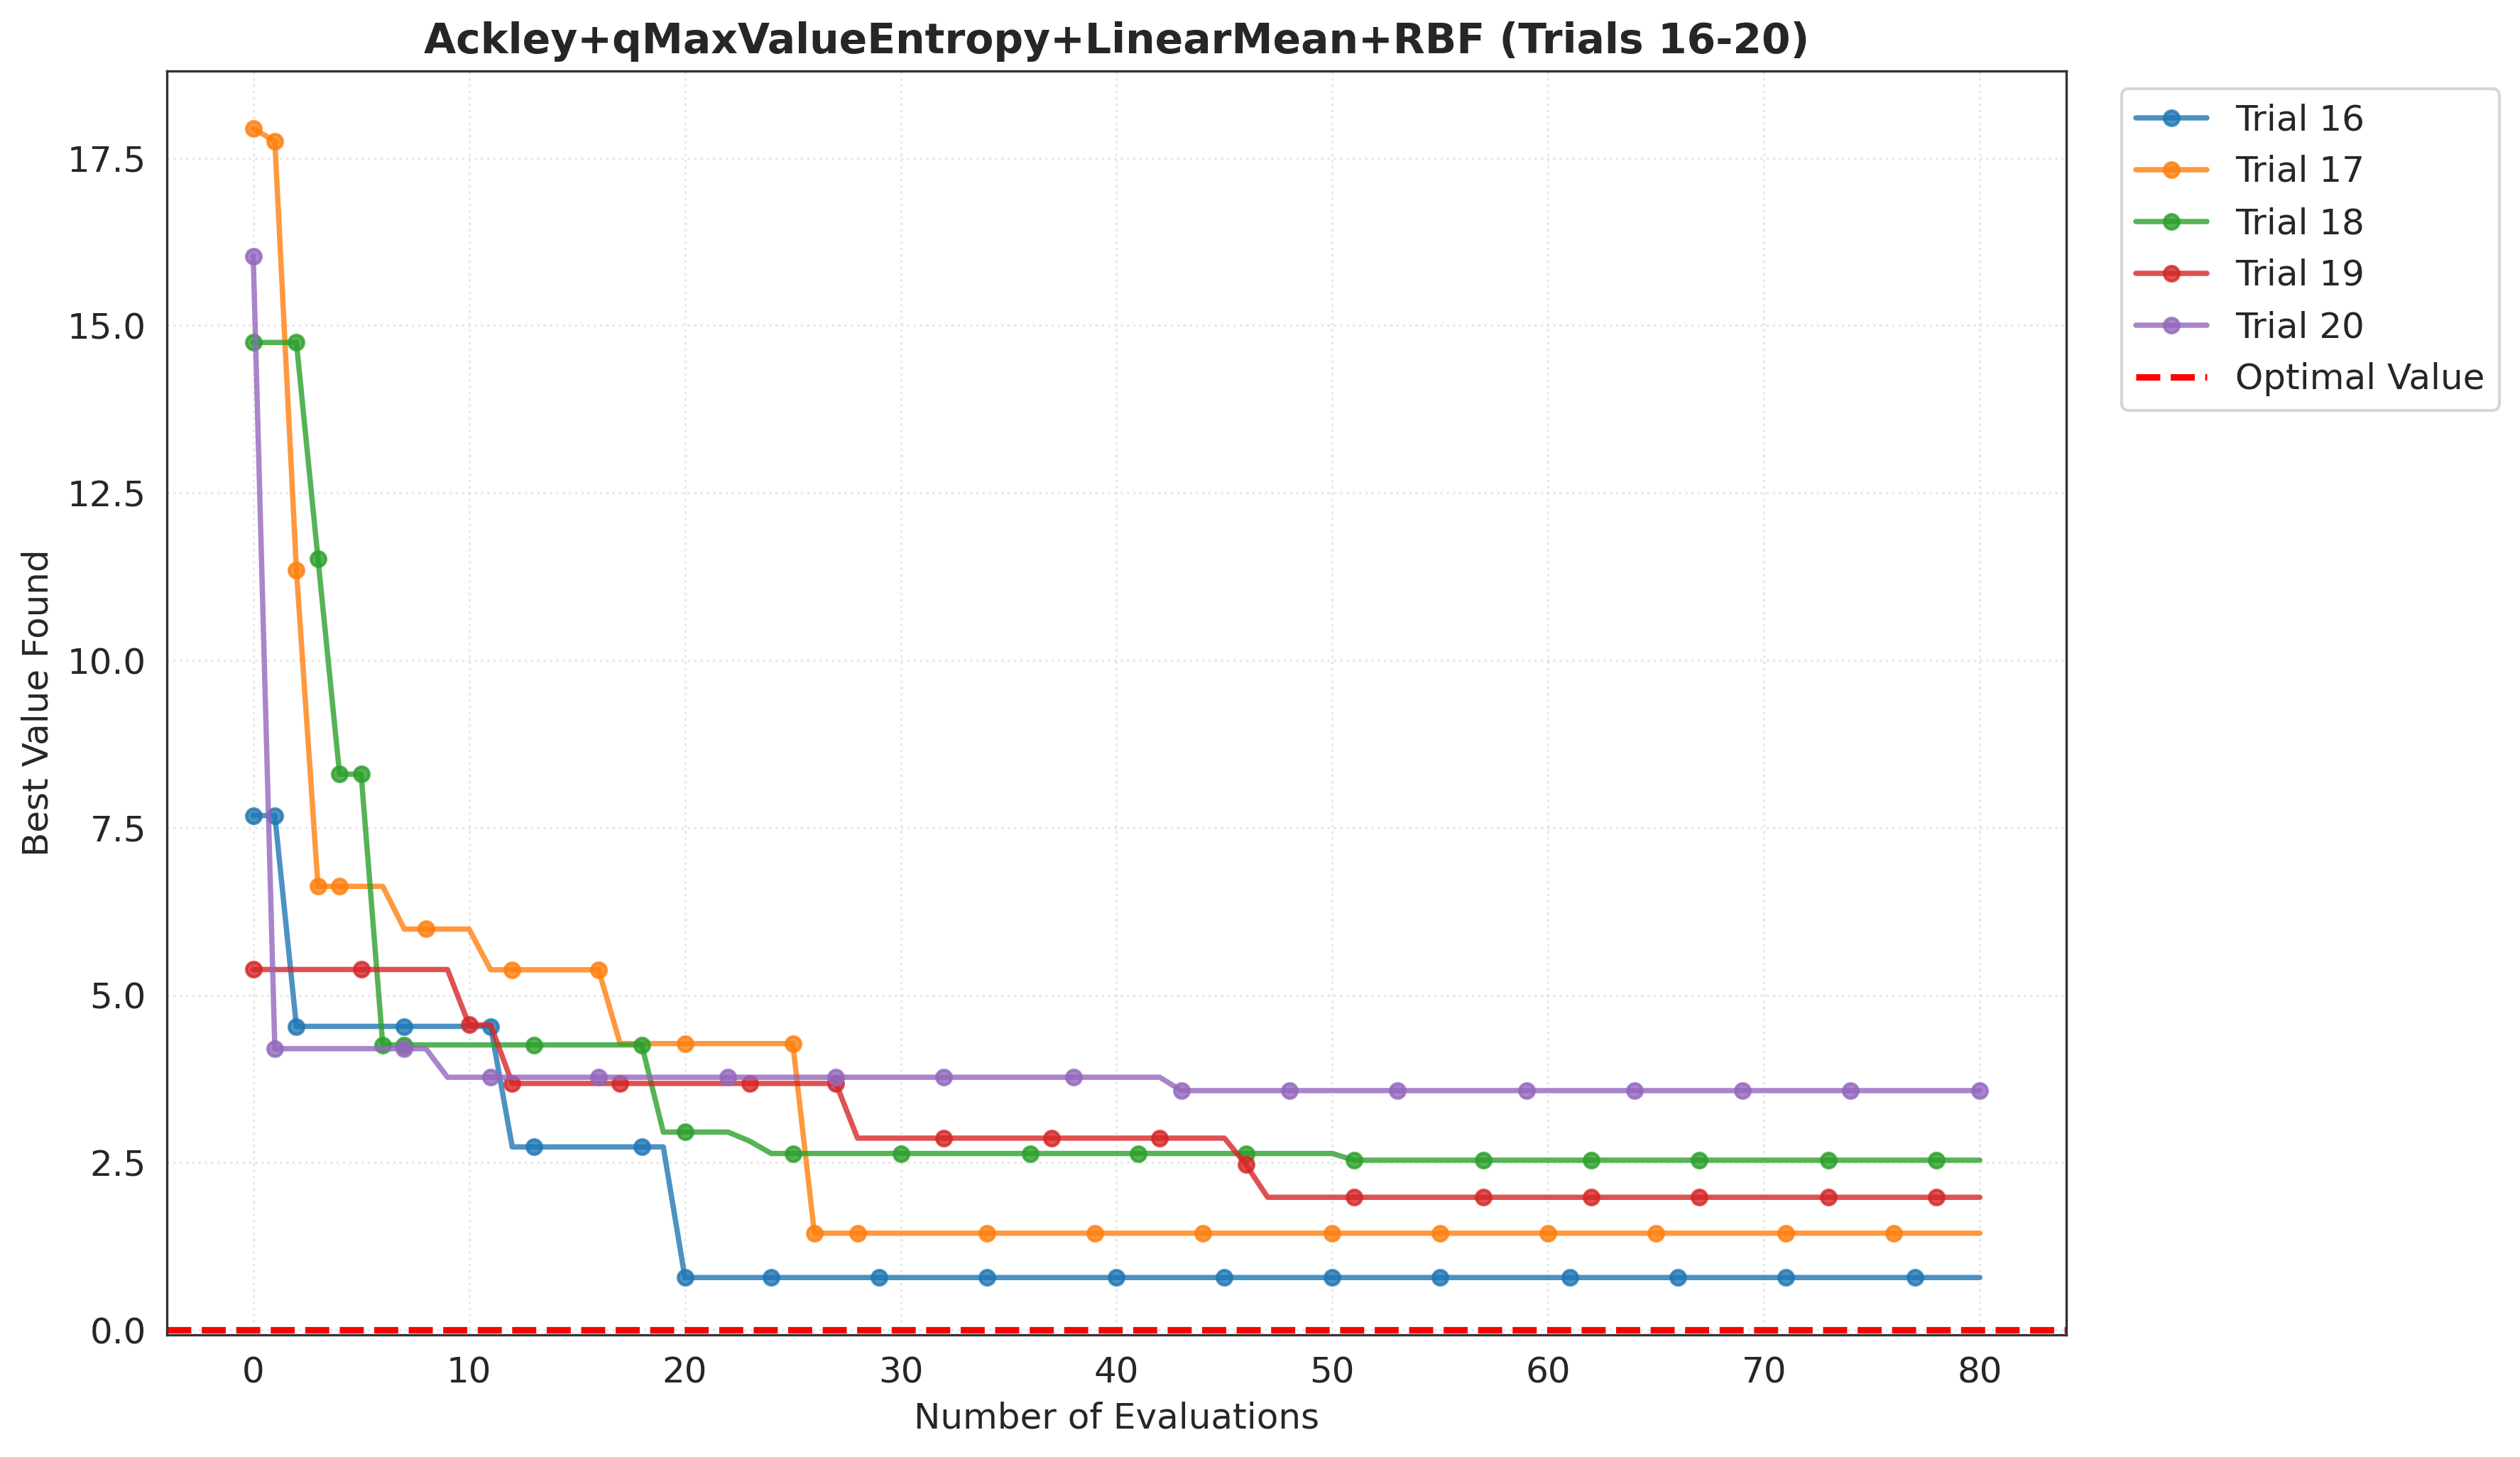 Ackley+qMaxValueEntropy+LinearMean+RBF (Trials 16-20)
Trial 16
Trial 17
Trial 18
Trial 19
Trial 20
Optimal Value
Best Value Found
17.5
15.0
12.5
10.0
7.5
5.0
2.5
0.0
0 10 20 30 40 50 60 70 80
Number of Evaluations